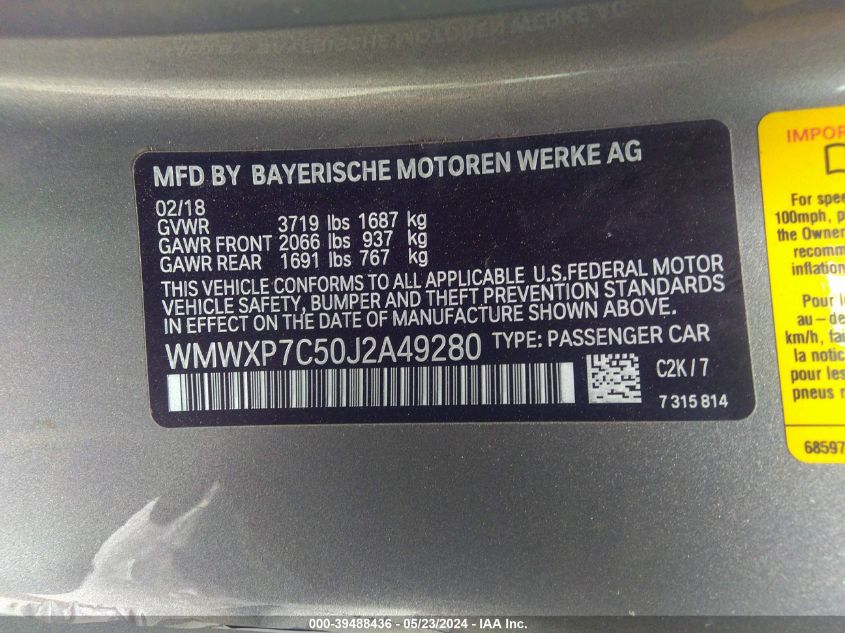 MFD BY BAYERISCHE MOTOREN WERKE AG
02/18
GVWR 3719 lbs 1687 kg
GAWR FRONT 2066 lbs 937 kg
GAWR REAR 1691 lbs 767 kg
THIS VEHICLE CONFORMS TO ALL APPLICABLE U.S.FEDERAL MOTOR
VEHICLE SAFETY, BUMPER AND THEFT PREVENTION STANDARDS
IN EFFECT ON THE DATE OF MANUFACTURE SHOWN ABOVE.
WMWXP7C50J2A49280 TYPE: PASSENGER CAR
C2K/7
7 315 814
IMPOR
For spee
100mph, p
the Owner
recomm
inflation
Pour l
au-de
km/h, fai
la notic
pour les
pneus r
68597
000-39488436 - 05/23/2024 - IAA Inc.